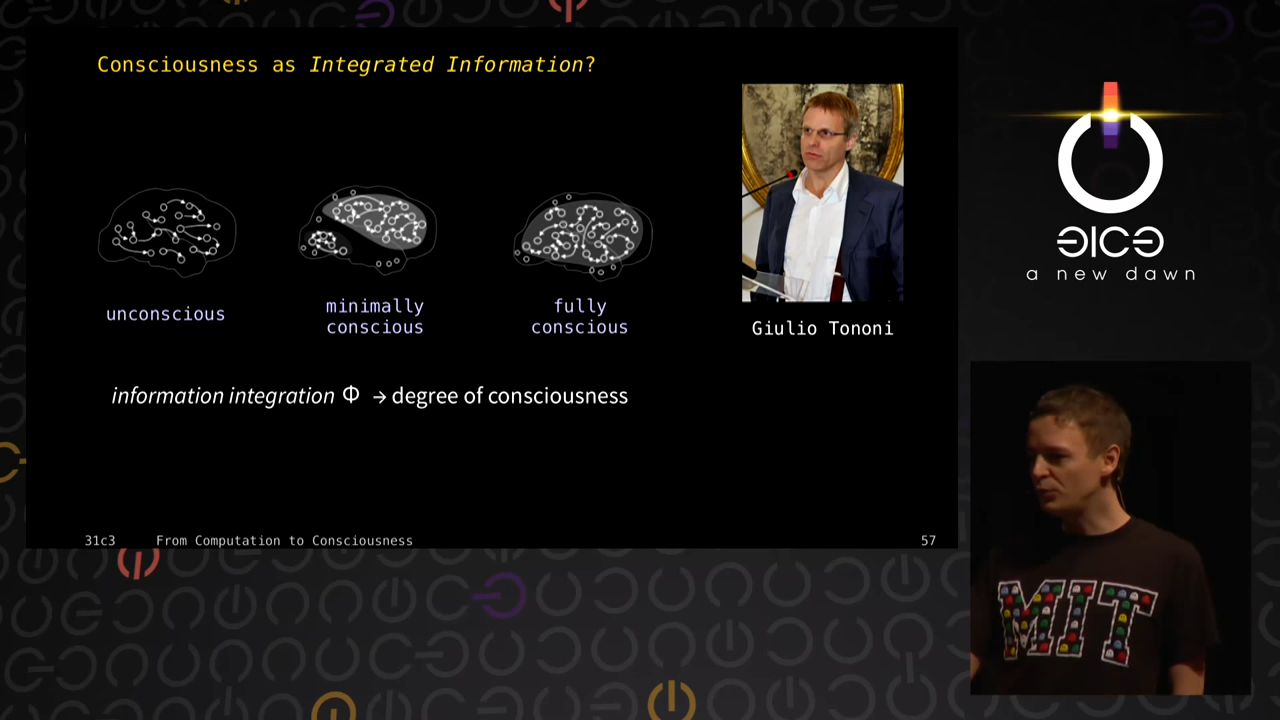 Consciousness as Integrated Information?
unconscious
minimally
conscious
fully
conscious
Giulio Tononi
information integration Φ → degree of consciousness
31c3 From Computation to Consciousness 57
a new dawn
MIT